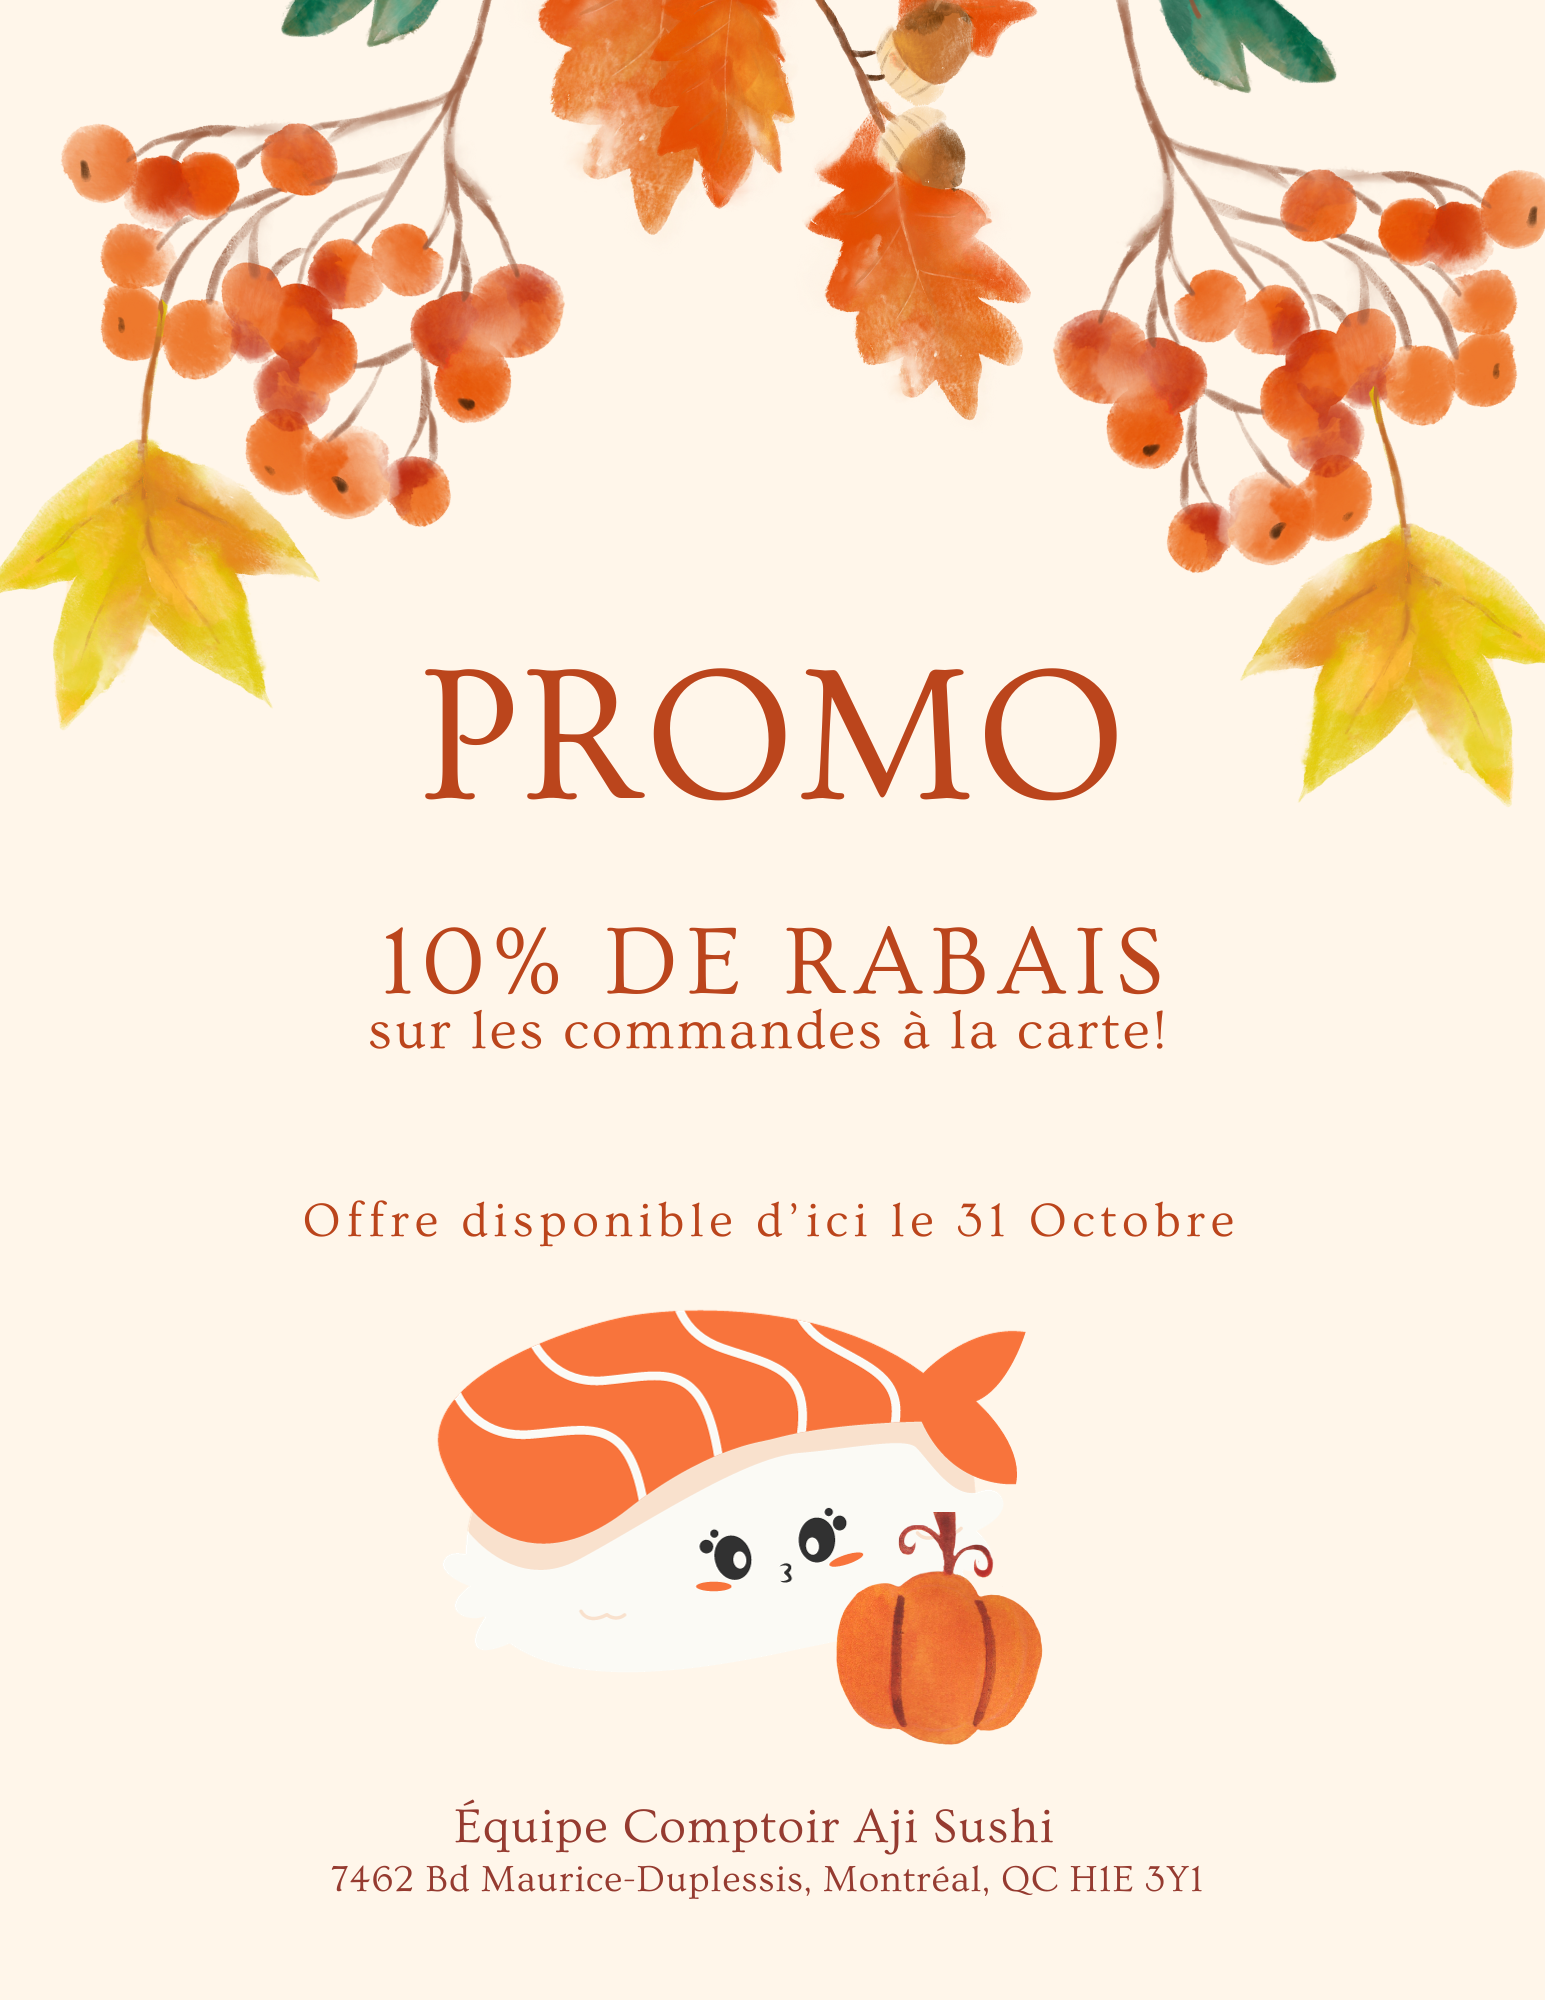 PROMO
10% DE RABAIS
sur les commandes à la carte!
Offre disponible d’ici le 31 Octobre
Équipe Comptoir Aji Sushi
7462 Bd Maurice-Duplessis, Montréal, QC H1E 3Y1